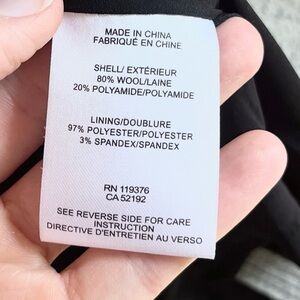 MADE IN CHINA
FABRIQUÉ EN CHINE
SHELL/ EXTÉRIEUR
80% WOOL/LAINE
20% POLYAMIDE/POLYAMIDE
LINING/DOUBLURE
97% POLYESTER/POLYESTER
3% SPANDEX/SPANDEX
RN 119376
CA 52192
SEE REVERSE SIDE FOR CARE
INSTRUCTION
DIRECTIVE D'ENTRETIEN AU VERSO